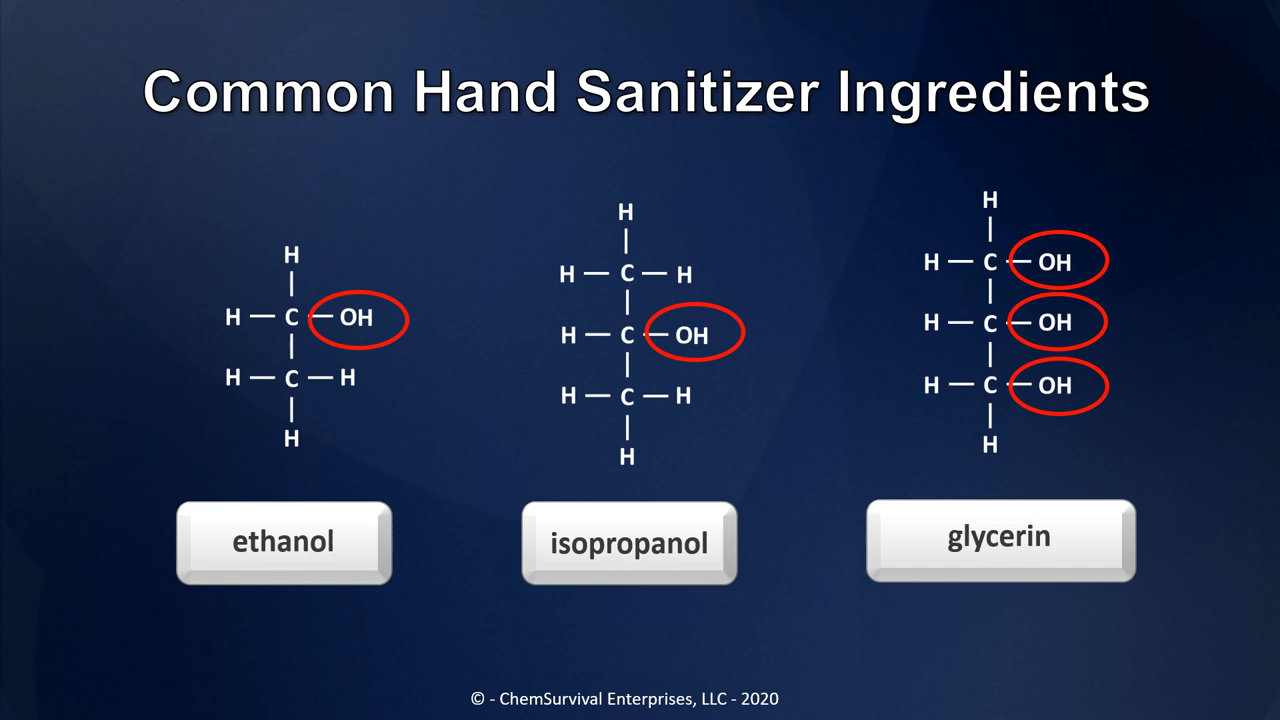 Common Hand Sanitizer Ingredients
H
H — C — OH
H — C — H
H
ethanol
H
H — C — H
H — C — OH
H — C — H
H
isopropanol
H
H — C — OH
H — C — OH
H — C — OH
H
glycerin
© - ChemSurvival Enterprises, LLC - 2020